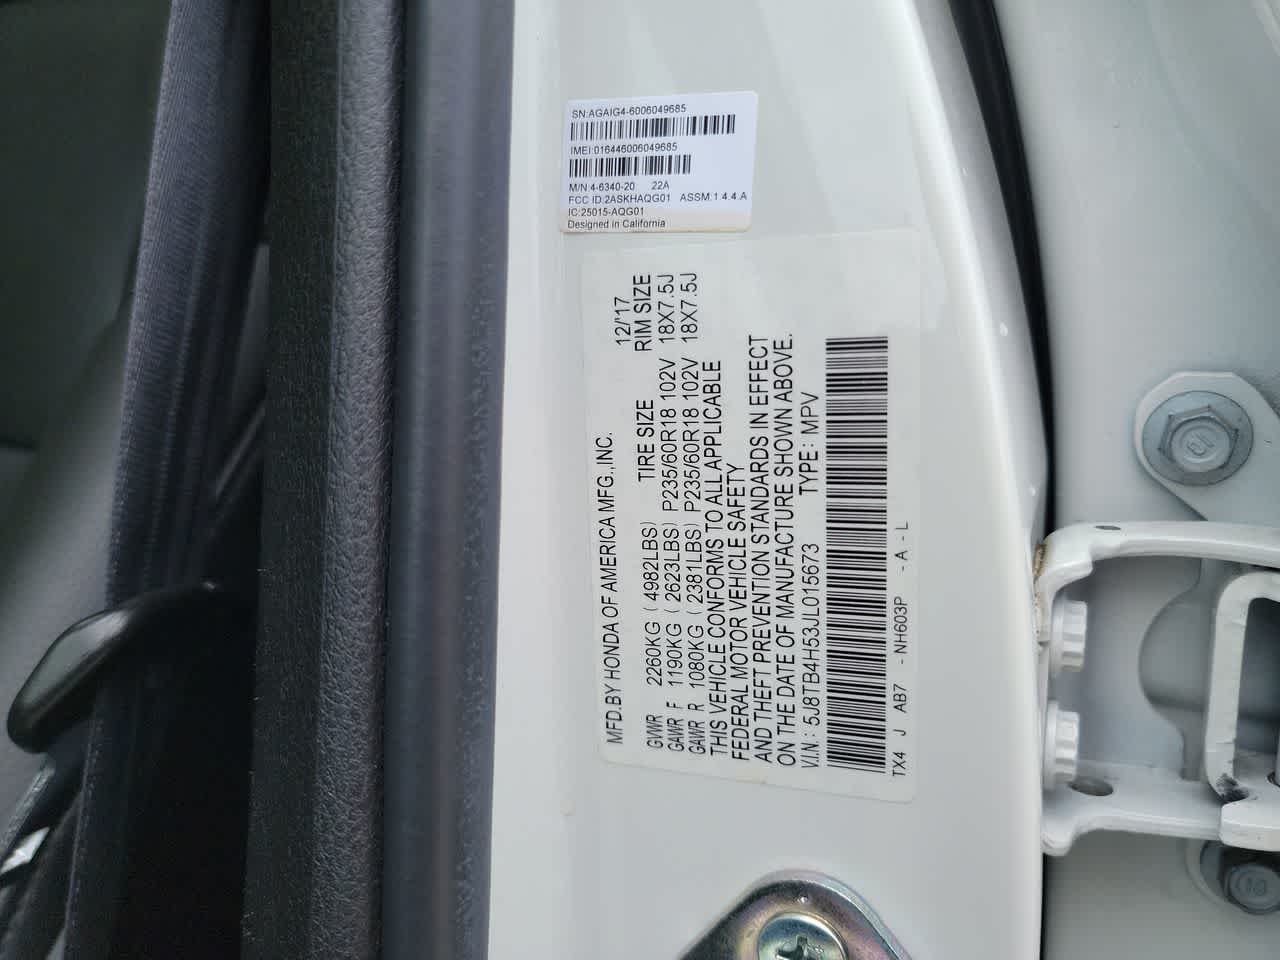 SN:AGAIG4-6006049685
IMEI:016446006049685
M/N:4-6340-20 22A
FCC ID:2ASKHAQG01 ASSM:1.4.4.A
IC:25015-AQG01
Designed in California
MFD.BY HONDA OF AMERICA MFG.,INC. 12/'17
TIRE SIZE RIM SIZE
GVWR 2260KG ( 4982LBS)
GAWR F 1190KG ( 2623LBS) P235/60R18 102V 18X7.5J
GAWR R 1080KG ( 2381LBS) P235/60R18 102V 18X7.5J
THIS VEHICLE CONFORMS TO ALL APPLICABLE
FEDERAL MOTOR VEHICLE SAFETY
AND THEFT PREVENTION STANDARDS IN EFFECT
ON THE DATE OF MANUFACTURE SHOWN ABOVE.
V.I.N.: 5J8TB4H53JL015673 TYPE: MPV
TX4 J AB7 - NH603P - A - L